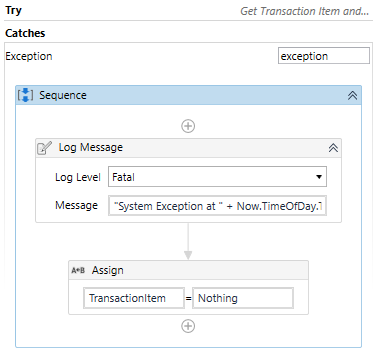 Try Get Transaction Item and...
Catches
Exception exception
Sequence
Log Message
Log Level Fatal
Message "System Exception at " + Now.TimeOfDay.
A*B Assign
TransactionItem = Nothing